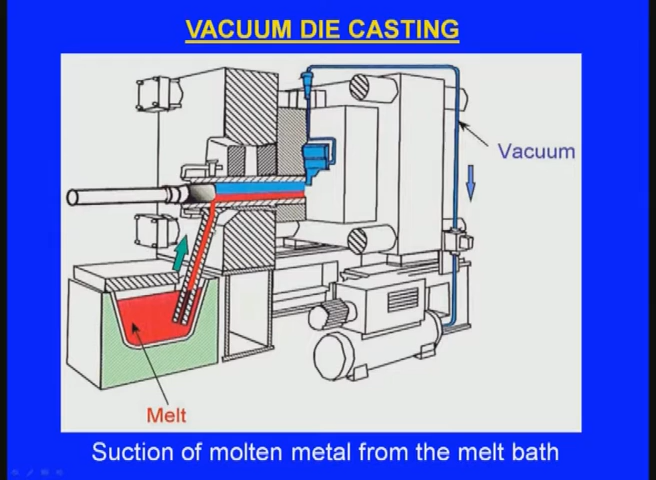 VACUUM DIE CASTING
Vacuum
Melt
Suction of molten metal from the melt bath